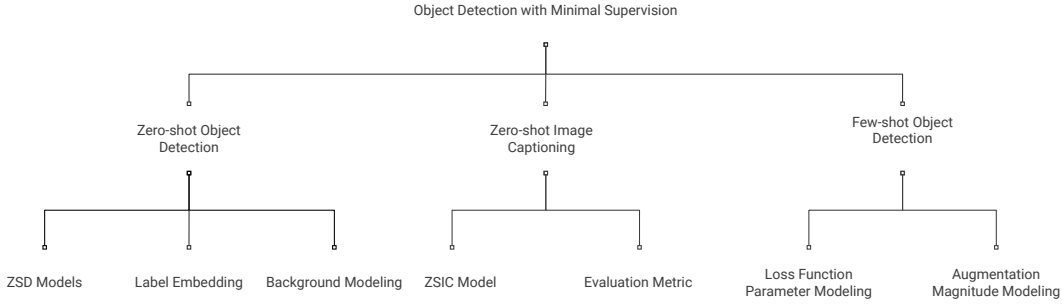 Object Detection with Minimal Supervision
Zero-shot Object
Detection
Zero-shot Image
Captioning
Few-shot Object
Detection
ZSD Models
Label Embedding
Background Modeling
ZSIC Model
Evaluation Metric
Loss Function
Parameter Modeling
Augmentation
Magnitude Modeling